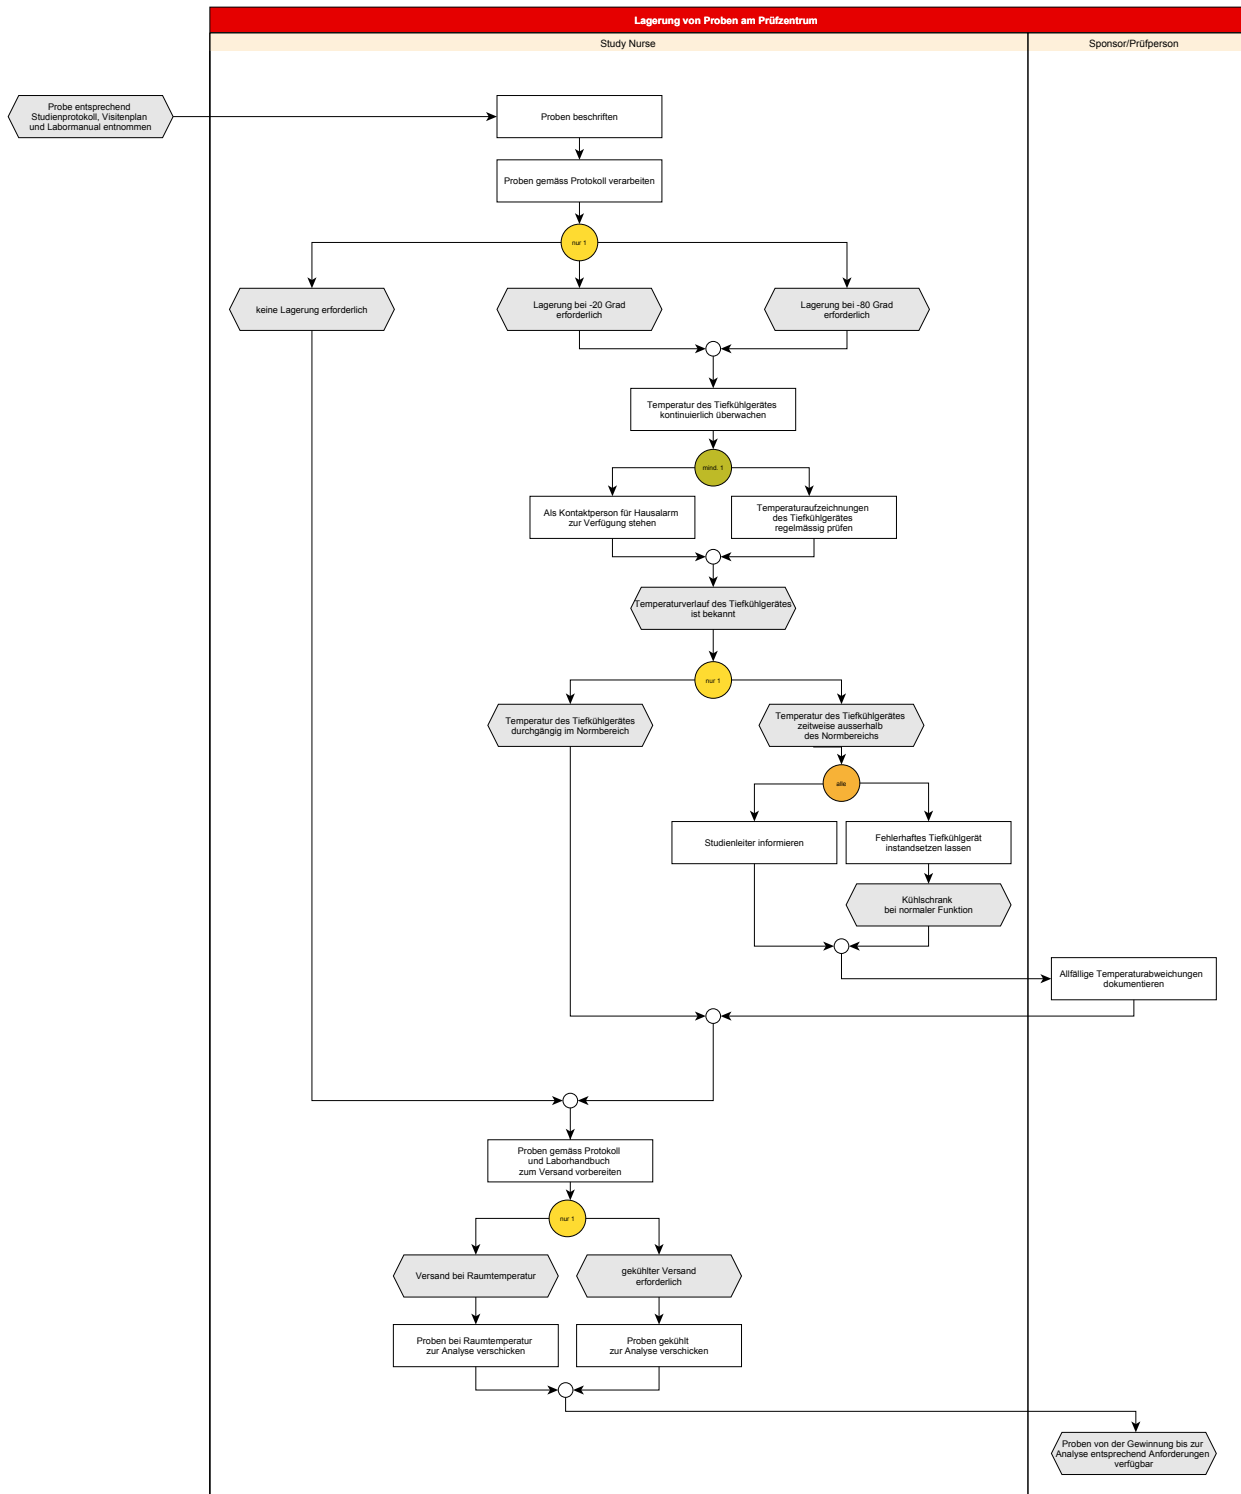 Lagerung von Proben am Prüfzentrum
Study Nurse
Sponsor/Prüfperson
Probe entsprechend
Studienprotokoll, Visitenplan
und Labormanual entnommen
Proben beschriften
Proben gemäss Protokoll verarbeiten
nur 1
keine Lagerung erforderlich
Lagerung bei -20 Grad
erforderlich
Lagerung bei -80 Grad
erforderlich
Temperatur des Tiefkühlgerätes
kontinuierlich überwachen
mind. 1
Als Kontaktperson für Hausalarm
zur Verfügung stehen
Temperaturaufzeichnungen
des Tiefkühlgerätes
regelmässig prüfen
Temperaturverlauf des Tiefkühlgerätes
ist bekannt
nur 1
Temperatur des Tiefkühlgerätes
durchgängig im Normbereich
Temperatur des Tiefkühlgerätes
zeitweise ausserhalb
des Normbereichs
alle
Studienleiter informieren
Fehlerhaftes Tiefkühlgerät
instandsetzen lassen
Kühlschrank
bei normaler Funktion
Allfällige Temperaturabweichungen
dokumentieren
Proben gemäss Protokoll
und Laborhandbuch
zum Versand vorbereiten
nur 1
Versand bei Raumtemperatur
gekühlter Versand
erforderlich
Proben bei Raumtemperatur
zur Analyse verschicken
Proben gekühlt
zur Analyse verschicken
Proben von der Gewinnung bis zur
Analyse entsprechend Anforderungen
verfügbar